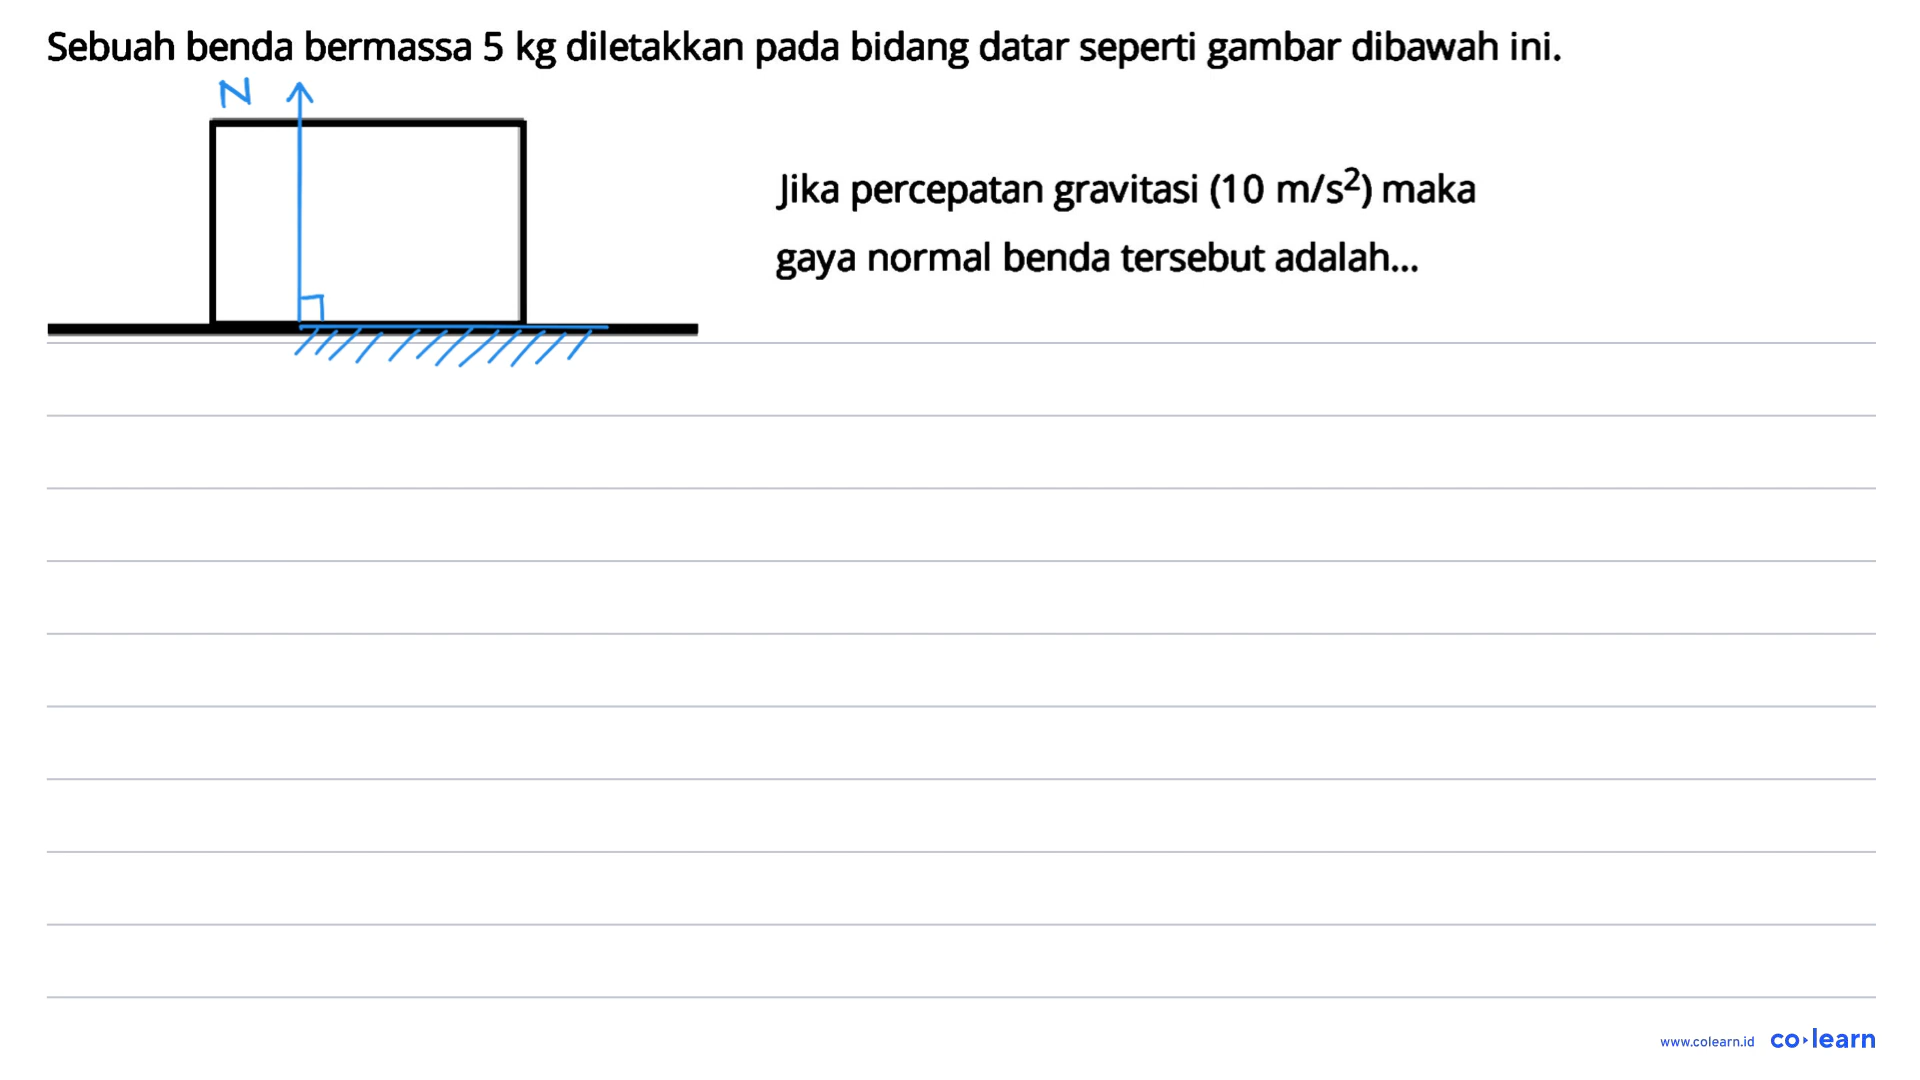 Sebuah benda bermassa 5 kg diletakkan pada bidang datar seperti gambar dibawah ini.
N
Jika percepatan gravitasi (10 m/s²) maka
gaya normal benda tersebut adalah...
www.colearn.id co·learn